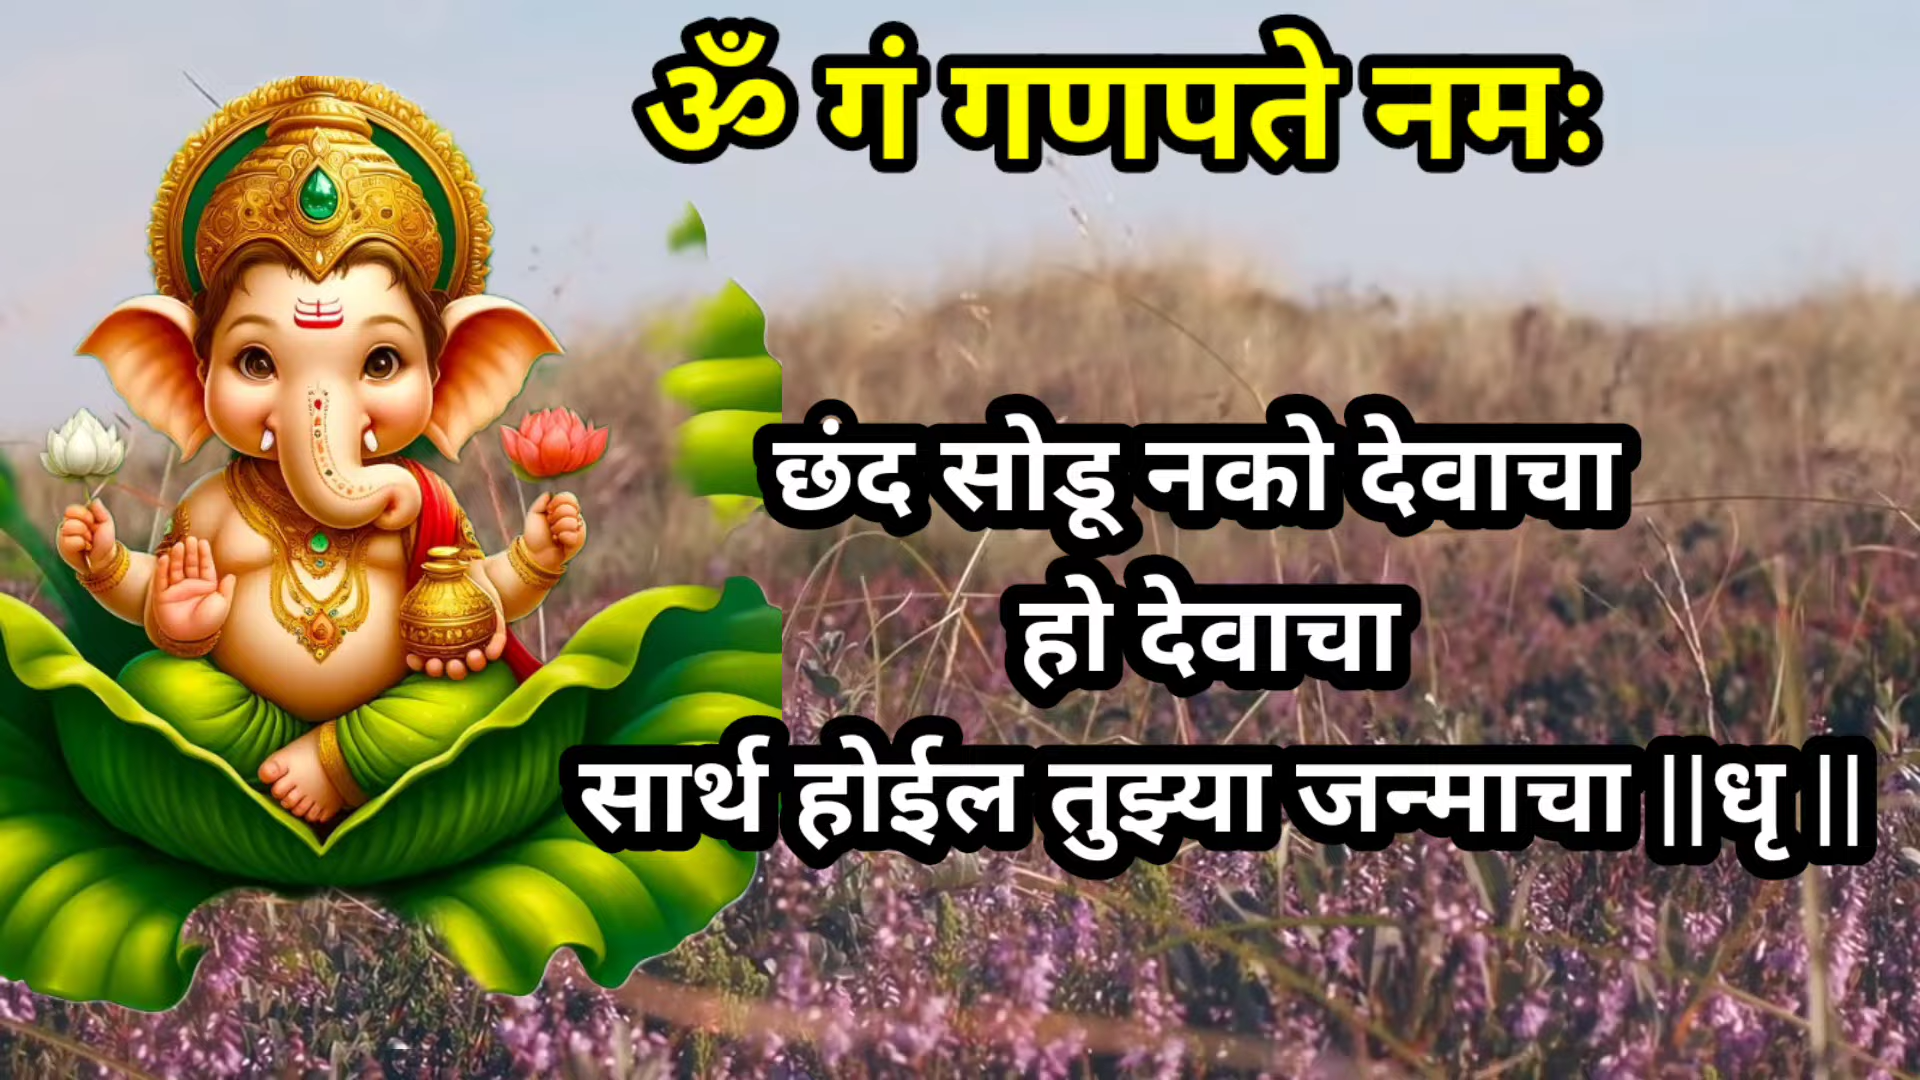 ॐ गं गणपते नमः
छंद सोडू नको देवाचा
हो देवाचा
सार्थ होईल तुझ्या जन्माचा ||धृ ||